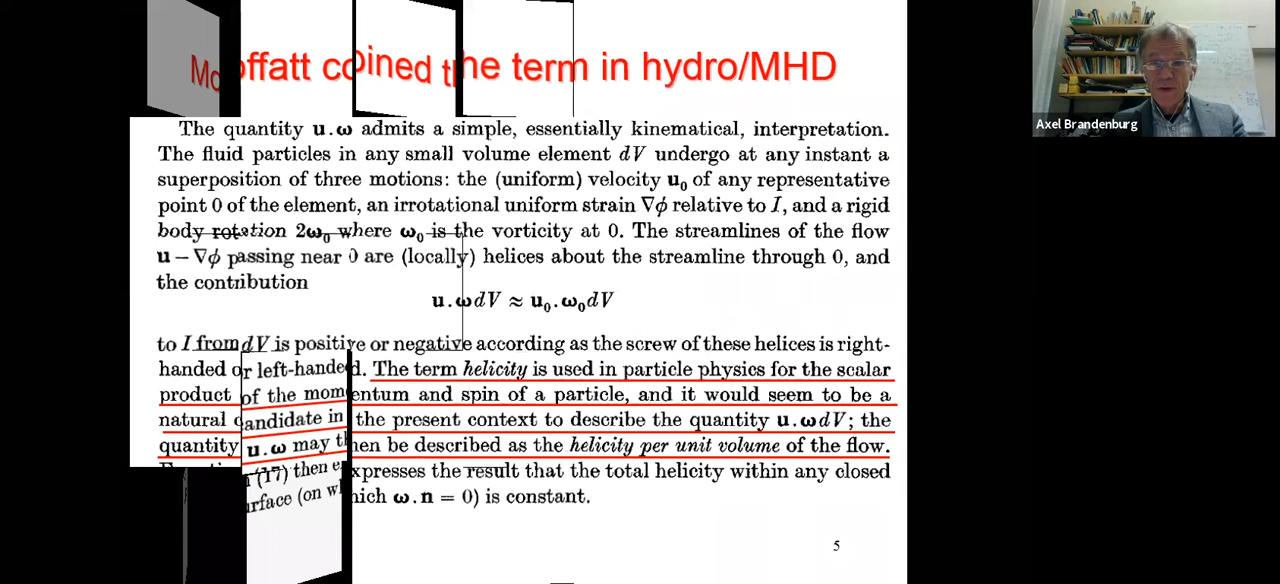 Moffatt coined the term in hydro/MHD
The quantity u.ω admits a simple, essentially kinematical, interpretation.
The fluid particles in any small volume element dV undergo at any instant a
superposition of three motions: the (uniform) velocity u₀ of any representative
point 0 of the element, an irrotational uniform strain ∇ϕ relative to I, and a rigid
body rotation 2ω₀ where ω₀ is the vorticity at 0. The streamlines of the flow
u − ∇ϕ passing near 0 are (locally) helices about the streamline through 0, and
the contribution
u.ωdV ≈ u₀.ω₀dV
to I from dV is positive or negative according as the screw of these helices is right-
handed or left-handed. The term helicity is used in particle physics for the scalar
product of the momentum and spin of a particle, and it would seem to be a
natural candidate in the present context to describe the quantity u.ωdV; the
quantity u.ω may then be described as the helicity per unit volume of the flow.
(17) then expresses the result that the total helicity within any closed
surface (on which ω.n = 0) is constant.
5
Axel Brandenburg